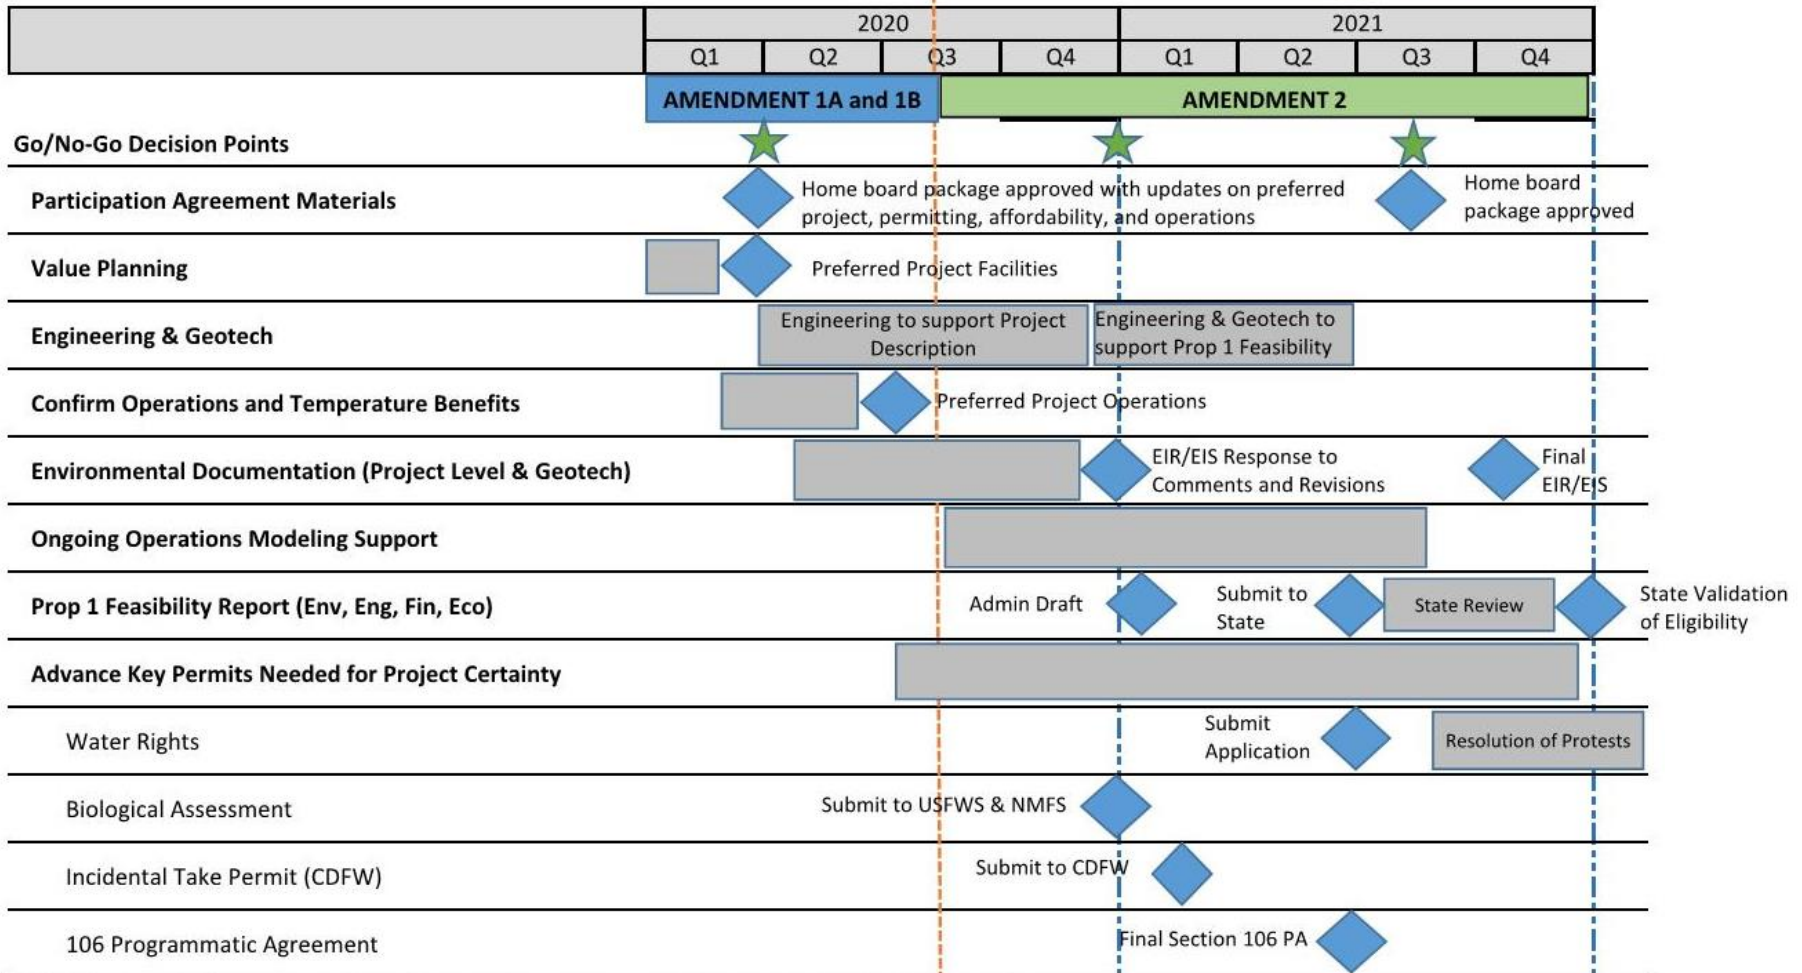 2020 2021
Q1 Q2 Q3 Q4 Q1 Q2 Q3 Q4
AMENDMENT 1A and 1B AMENDMENT 2
Go/No-Go Decision Points
Participation Agreement Materials
Home board package approved with updates on preferred
project, permitting, affordability, and operations
Home board
package approved
Value Planning
Preferred Project Facilities
Engineering & Geotech
Engineering to support Project
Description
Engineering & Geotech to
support Prop 1 Feasibility
Confirm Operations and Temperature Benefits
Preferred Project Operations
Environmental Documentation (Project Level & Geotech)
EIR/EIS Response to
Comments and Revisions
Final
EIR/EIS
Ongoing Operations Modeling Support
Prop 1 Feasibility Report (Env, Eng, Fin, Eco)
Admin Draft
Submit to
State
State Review
State Validation
of Eligibility
Advance Key Permits Needed for Project Certainty
Water Rights
Submit
Application
Resolution of Protests
Biological Assessment
Submit to USFWS & NMFS
Incidental Take Permit (CDFW)
Submit to CDFW
106 Programmatic Agreement
Final Section 106 PA